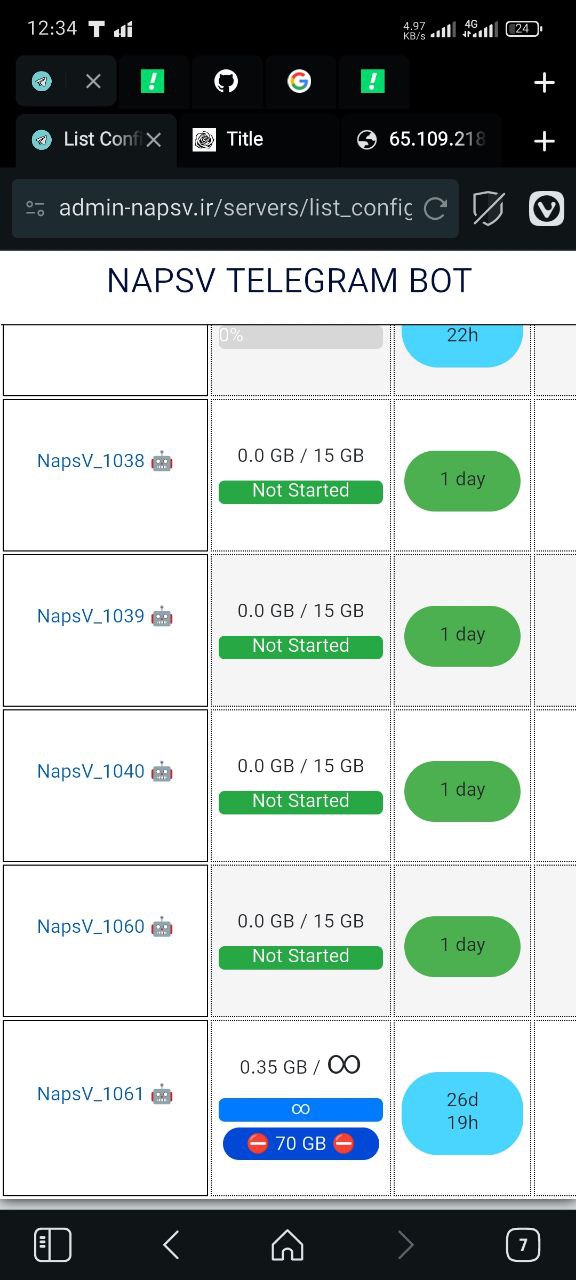 12:34
4.97 KB/s 4G 24
List Confi Title 65.109.218
admin-napsv.ir/servers/list_config
NAPSV TELEGRAM BOT
0%
22h
NapsV_1038
0.0 GB / 15 GB
Not Started
1 day
NapsV_1039
0.0 GB / 15 GB
Not Started
1 day
NapsV_1040
0.0 GB / 15 GB
Not Started
1 day
NapsV_1060
0.0 GB / 15 GB
Not Started
1 day
NapsV_1061
0.35 GB / ∞
∞
⛔ 70 GB ⛔
26d
19h
7